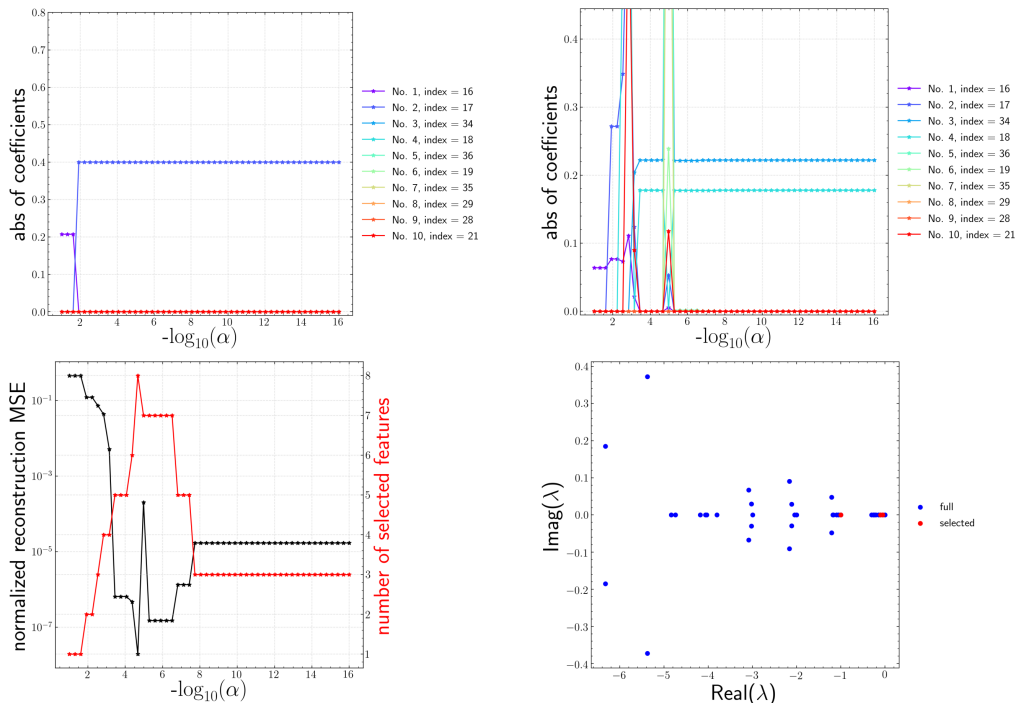 abs of coefficients
0.8
0.7
0.6
0.5
0.4
0.3
0.2
0.1
0.0
2 4 6 8 10 12 14 16
-log10(α)
No. 1, index = 16
No. 2, index = 17
No. 3, index = 34
No. 4, index = 18
No. 5, index = 36
No. 6, index = 19
No. 7, index = 35
No. 8, index = 29
No. 9, index = 28
No. 10, index = 21
abs of coefficients
0.4
0.3
0.2
0.1
0.0
2 4 6 8 10 12 14 16
-log10(α)
No. 1, index = 16
No. 2, index = 17
No. 3, index = 34
No. 4, index = 18
No. 5, index = 36
No. 6, index = 19
No. 7, index = 35
No. 8, index = 29
No. 9, index = 28
No. 10, index = 21
normalized reconstruction MSE
10−1
10−3
10−5
10−7
2 4 6 8 10 12 14 16
-log10(α)
8
7
6
5
4
3
2
1
number of selected features
Imag(λ)
0.4
0.3
0.2
0.1
0.0
−0.1
−0.2
−0.3
−0.4
−6 −5 −4 −3 −2 −1 0
Real(λ)
full
selected